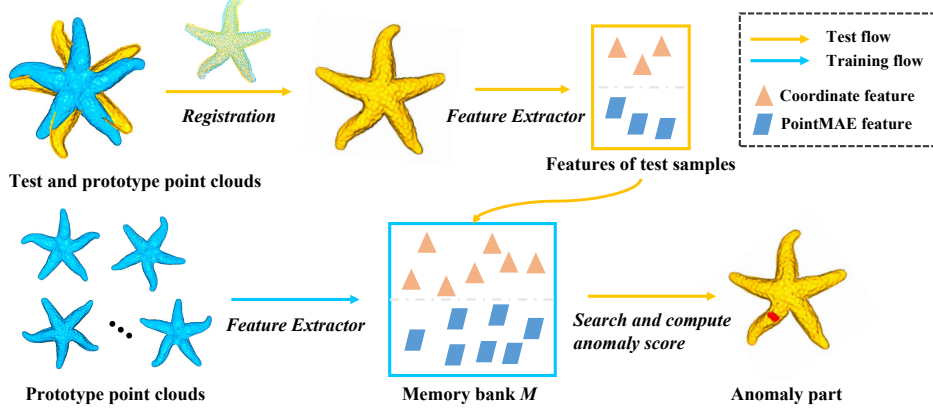 Test flow
Training flow
Coordinate feature
PointMAE feature
Registration
Feature Extractor
Test and prototype point clouds
Features of test samples
Feature Extractor
Search and compute
anomaly score
Prototype point clouds
Memory bank M
Anomaly part